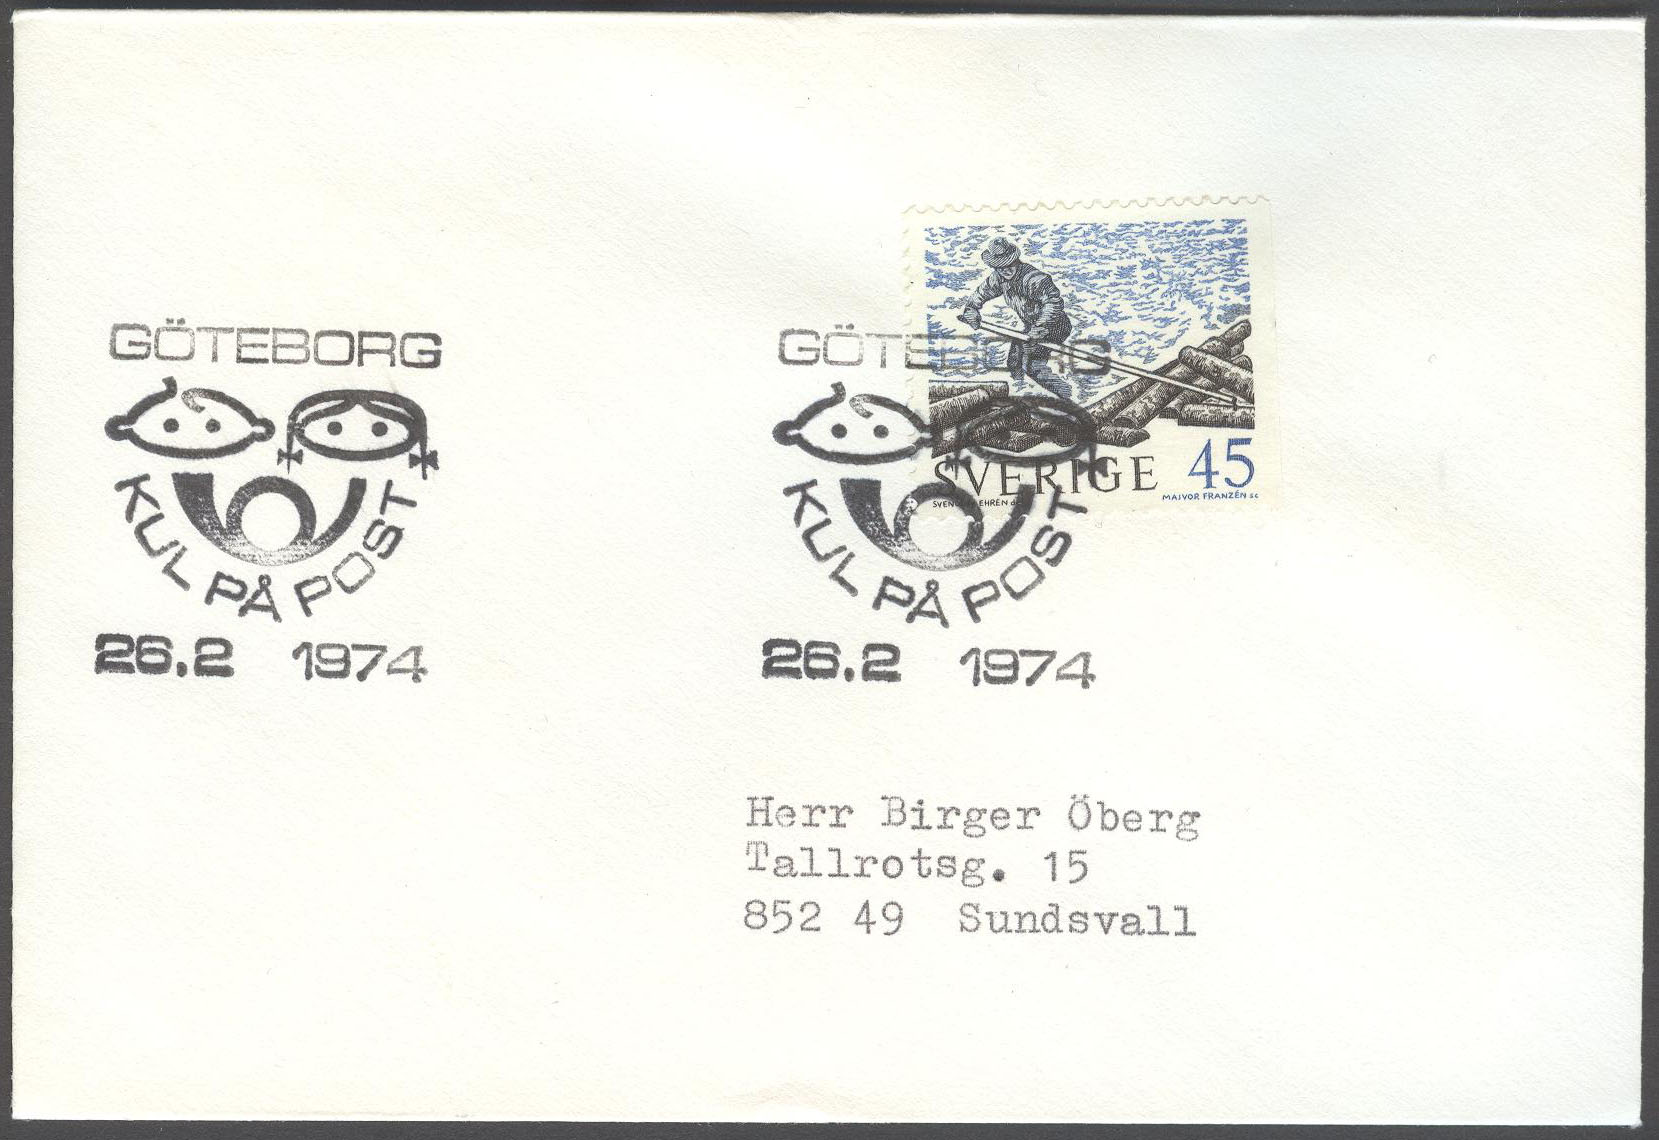 GÖTEBORG
KUL PÅ POST
26.2 1974
GÖTEBORG
KUL PÅ POST
26.2 1974
SVERIGE 45
MAJVOR FRANZÉN SC
Herr Birger Öberg
Tallrotsg. 15
852 49 Sundsvall